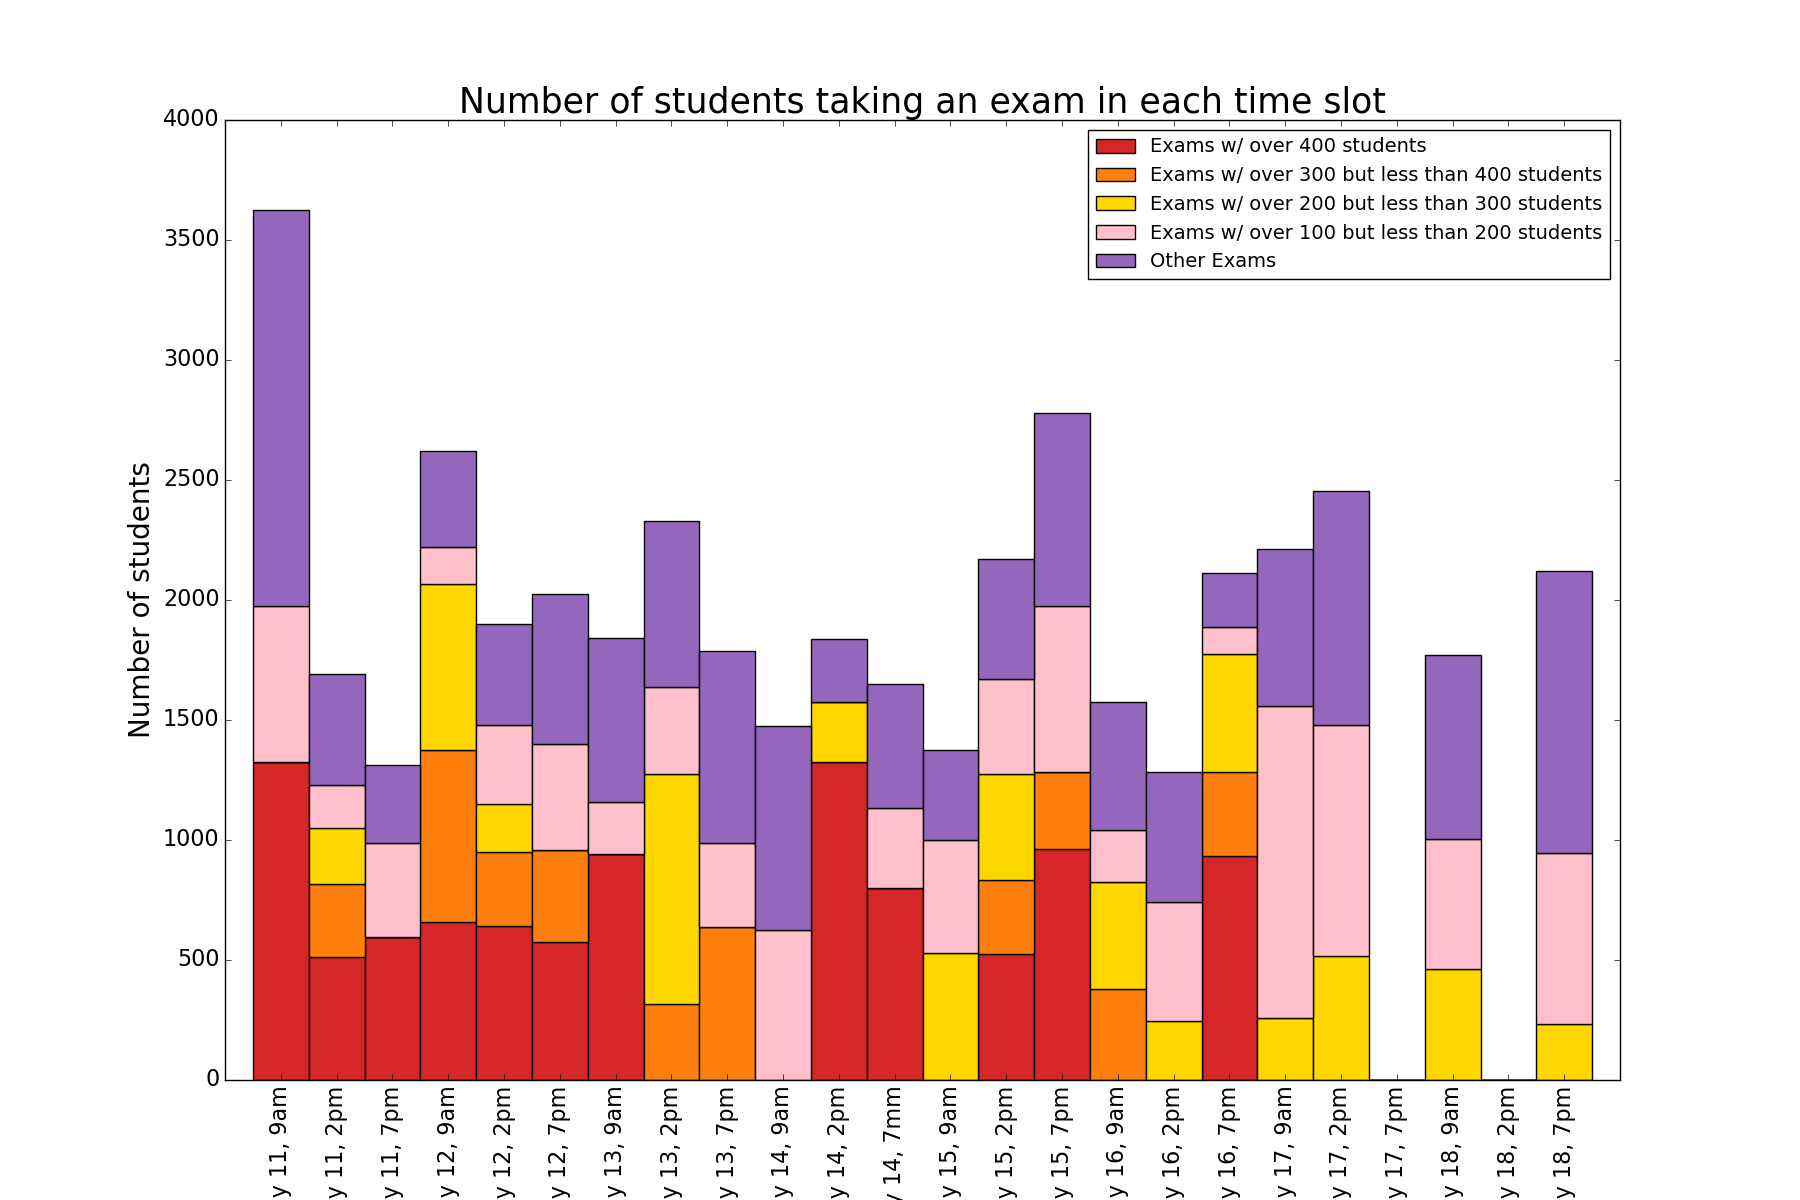 Number of students taking an exam in each time slot
Exams w/ over 400 students
Exams w/ over 300 but less than 400 students
Exams w/ over 200 but less than 300 students
Exams w/ over 100 but less than 200 students
Other Exams
Number of students
4000
3500
3000
2500
2000
1500
1000
500
0
y 11, 9am
y 11, 2pm
y 11, 7pm
y 12, 9am
y 12, 2pm
y 12, 7pm
y 13, 9am
y 13, 2pm
y 13, 7pm
y 14, 9am
y 14, 2pm
y 14, 7mm
y 15, 9am
y 15, 2pm
y 15, 7pm
y 16, 9am
y 16, 2pm
y 16, 7pm
y 17, 9am
y 17, 2pm
y 17, 7pm
y 18, 9am
y 18, 2pm
y 18, 7pm